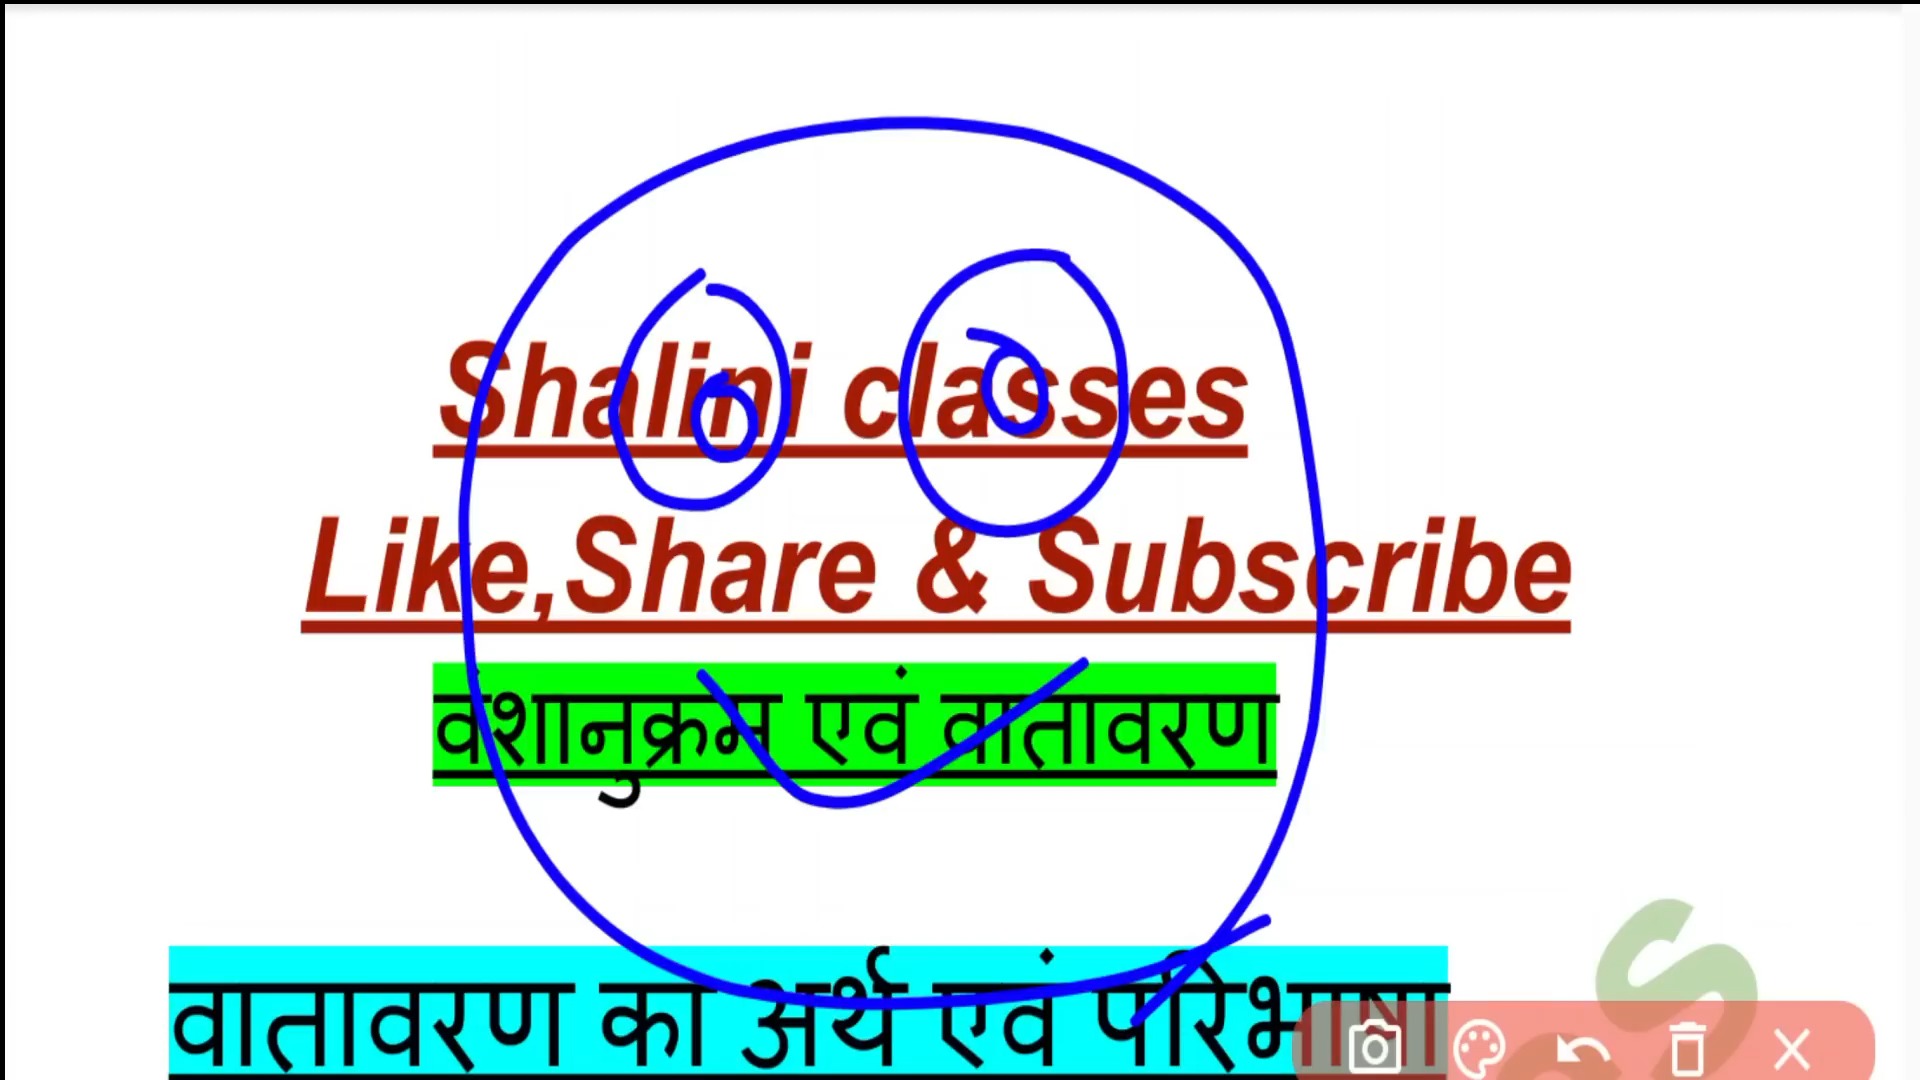 Shalini classes
Like,Share & Subscribe
वंशानुक्रम एवं वातावरण
वातावरण का अर्थ एवं परिभाषा